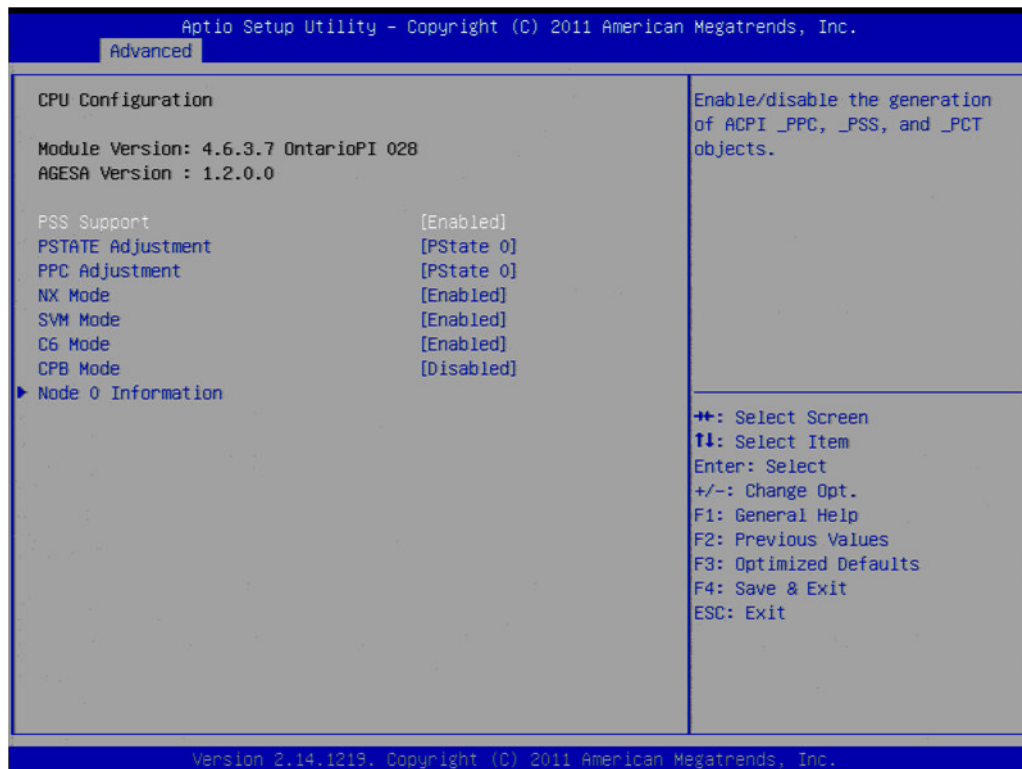 Aptio Setup Utility – Copyright (C) 2011 American Megatrends, Inc.
Advanced
CPU Configuration
Module Version: 4.6.3.7 OntarioPI 028
AGESA Version : 1.2.0.0
PSS Support [Enabled]
PSTATE Adjustment [PState 0]
PPC Adjustment [PState 0]
NX Mode [Enabled]
SVM Mode [Enabled]
C6 Mode [Enabled]
CPB Mode [Disabled]
Node 0 Information
Enable/disable the generation
of ACPI _PPC, _PSS, and _PCT
objects.
→←: Select Screen
↑↓: Select Item
Enter: Select
+/-: Change Opt.
F1: General Help
F2: Previous Values
F3: Optimized Defaults
F4: Save & Exit
ESC: Exit
Version 2.14.1219. Copyright (C) 2011 American Megatrends, Inc.